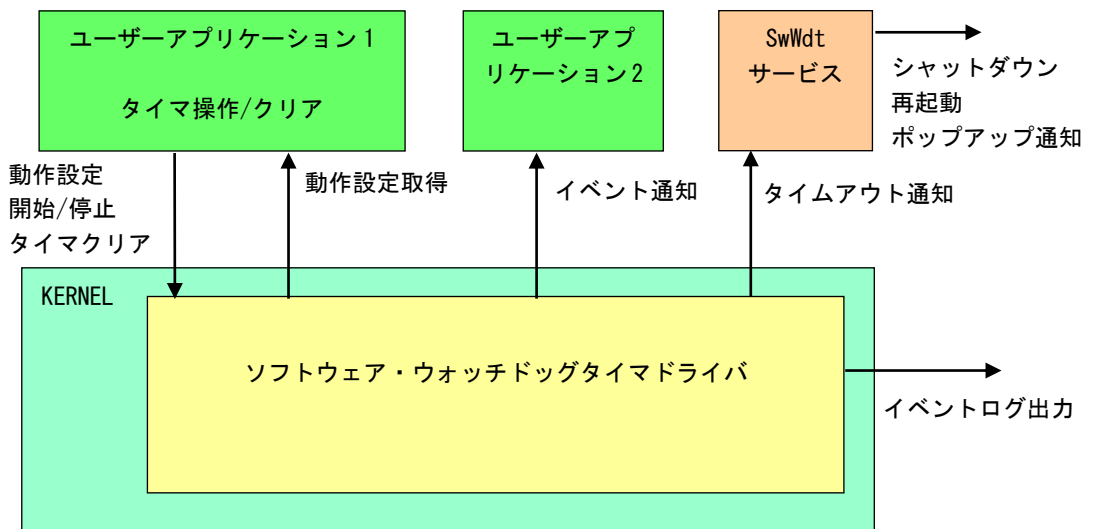 ユーザーアプリケーション1
タイマ操作/クリア
ユーザーアプ
リケーション2
SwWdt
サービス
シャットダウン
再起動
ポップアップ通知
動作設定
開始/停止
タイマクリア
動作設定取得
イベント通知
タイムアウト通知
KERNEL
ソフトウェア・ウォッチドッグタイマドライバ
イベントログ出力